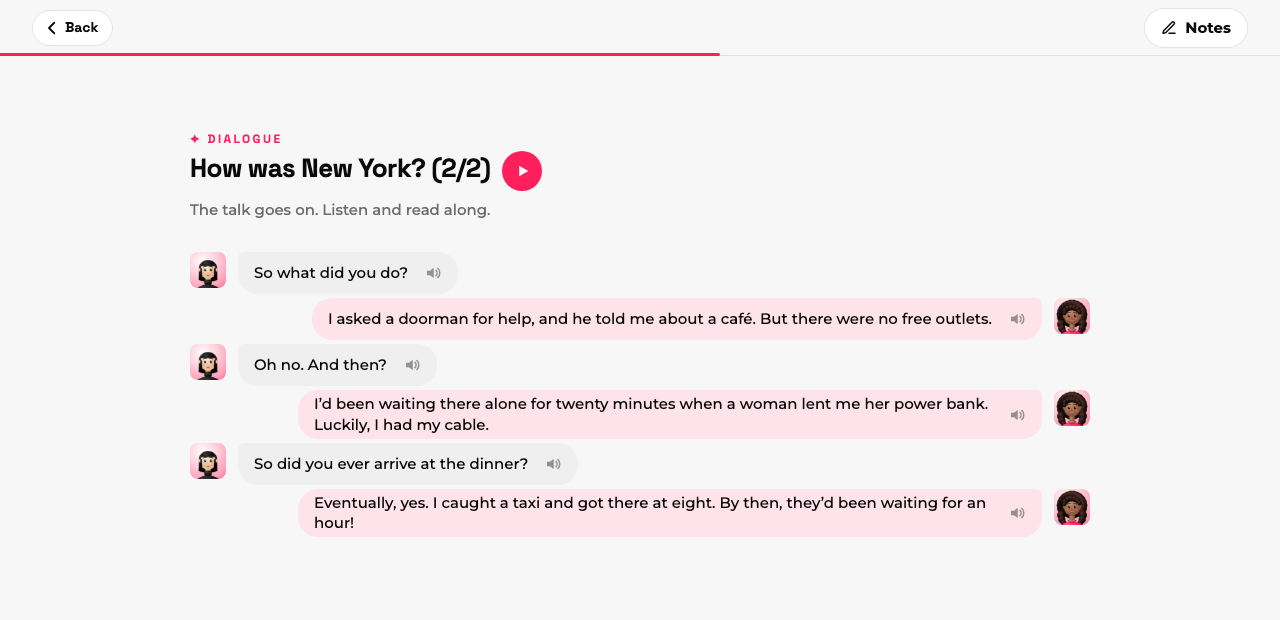 Back
Notes
DIALOGUE
How was New York? (2/2)
The talk goes on. Listen and read along.
So what did you do?
I asked a doorman for help, and he told me about a café. But there were no free outlets.
Oh no. And then?
I’d been waiting there alone for twenty minutes when a woman lent me her power bank.
Luckily, I had my cable.
So did you ever arrive at the dinner?
Eventually, yes. I caught a taxi and got there at eight. By then, they’d been waiting for an
hour!